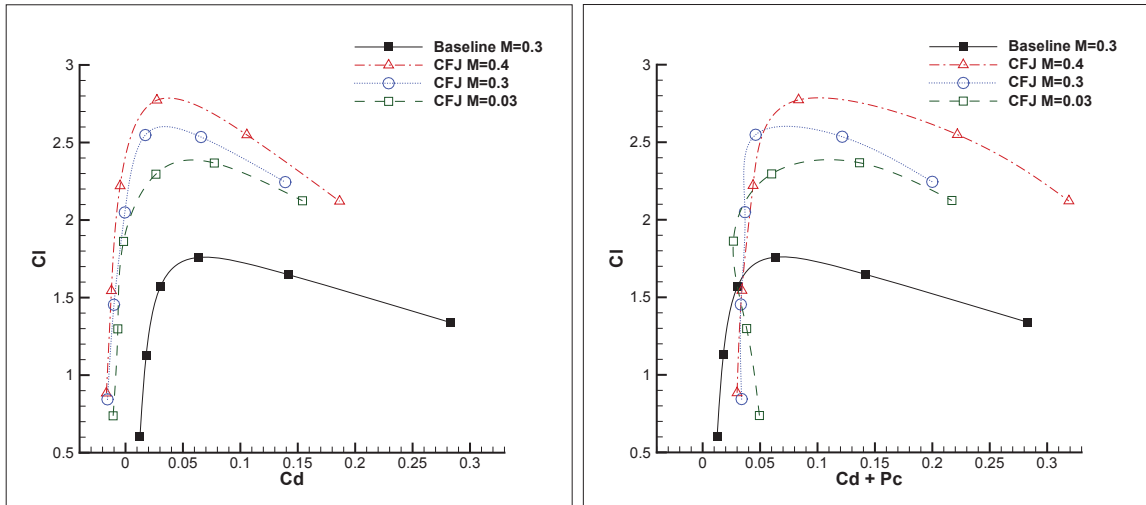 Baseline M=0.3
CFJ M=0.4
CFJ M=0.3
CFJ M=0.03
3
2.5
2
1.5
1
0.5
Cl
0 0.05 0.1 0.15 0.2 0.25 0.3
Cd
Baseline M=0.3
CFJ M=0.4
CFJ M=0.3
CFJ M=0.03
3
2.5
2
1.5
1
0.5
Cl
0 0.05 0.1 0.15 0.2 0.25 0.3
Cd + Pc